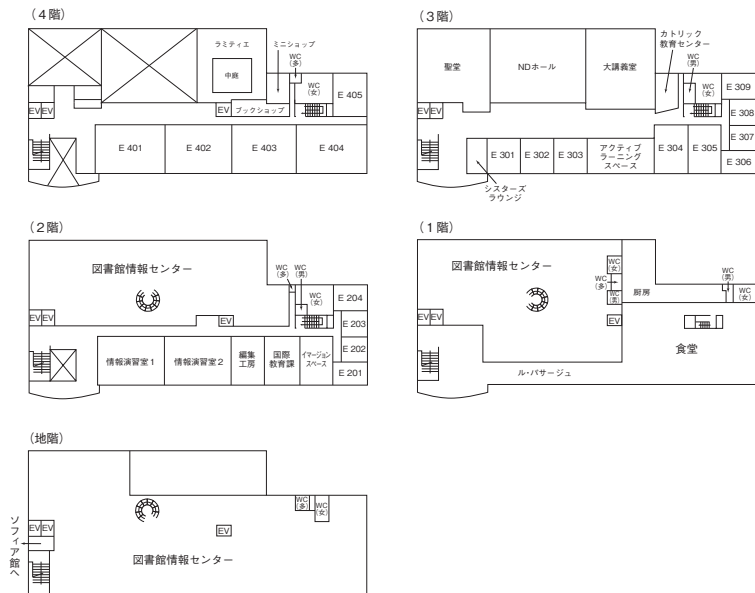 （4階）
ラミティエ
中庭
ミニショップ
WC
（多）
WC
（女）
E 405
EV
EV
EV
ブックショップ
E 401
E 402
E 403
E 404
（3階）
聖堂
NDホール
大講義室
カトリック
教育センター
WC
（男）
WC
（女）
E 309
E 308
E 307
E 306
EV
EV
E 301
E 302
E 303
アクティブ
ラーニング
スペース
E 304
E 305
シスターズ
ラウンジ
（2階）
図書館情報センター
WC
（多）
WC
（男）
WC
（女）
E 204
E 203
E 202
E 201
EV
EV
EV
情報演習室1
情報演習室2
編集
工房
国際
教育課
イマージョン
スペース
（1階）
図書館情報センター
WC
（女）
WC
（多）
WC
（男）
厨房
WC
（男）
WC
（女）
EV
EV
EV
食堂
ル・パサージュ
（地階）
WC
（多）
WC
（女）
EV
EV
EV
ソフィア館へ
図書館情報センター